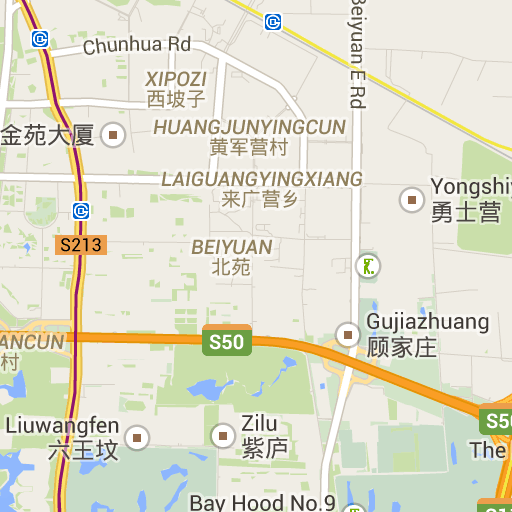 Chunhua Rd
Beiyuan E Rd
XIPOZI
西坡子
金苑大厦
HUANGJUNYINGCUN
黄军营村
LAIGUANGYINGXIANG
来广营乡
Yongshiy
勇士营
S213
BEIYUAN
北苑
Gujiazhuang
顾家庄
ANCUN
村
S50
S50
Liuwangfen
六王坟
Zilu
紫庐
The
Bay Hood No.9